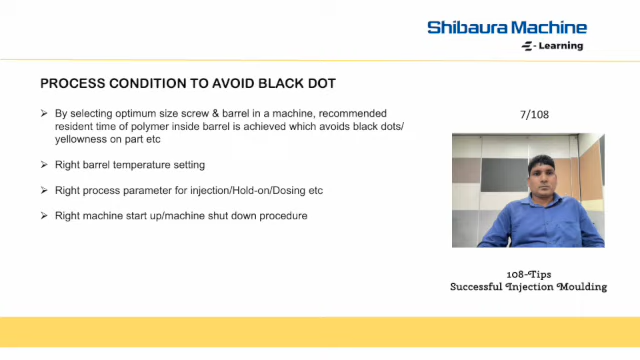 Shibaura Machine
E - Learning
PROCESS CONDITION TO AVOID BLACK DOT
➢ By selecting optimum size screw & barrel in a machine, recommended
resident time of polymer inside barrel is achieved which avoids black dots/
yellowness on part etc
➢ Right barrel temperature setting
➢ Right process parameter for injection/Hold-on/Dosing etc
➢ Right machine start up/machine shut down procedure
7/108
108-Tips
Successful Injection Moulding